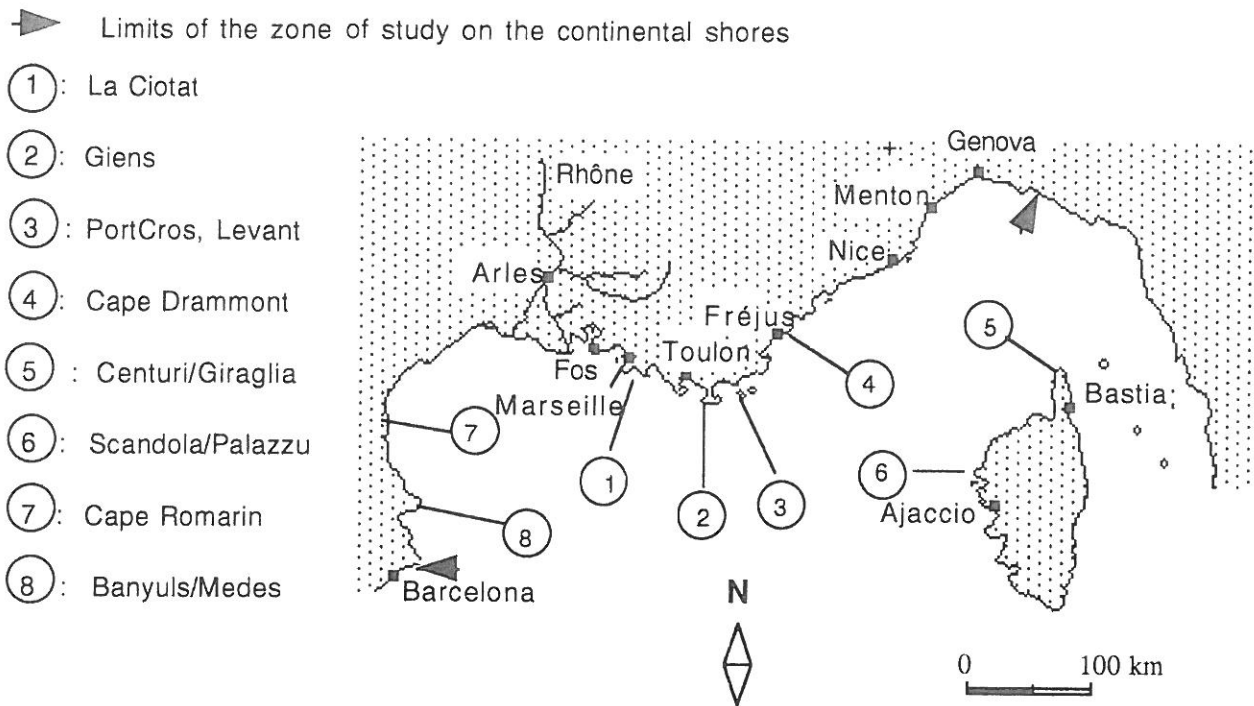 Limits of the zone of study on the continental shores
1 : La Ciotat
2 : Giens
3 : PortCros, Levant
4 : Cape Drammont
5 : Centuri/Giraglia
6 : Scandola/Palazzu
7 : Cape Romarin
8 : Banyuls/Medes
Genova
Rhône
Menton
Nice
Arles
Fréjus
5
Toulon
Fos
4
Bastia
Marseille
7
6
1
2
3
Ajaccio
8
Barcelona
N
0 100 km